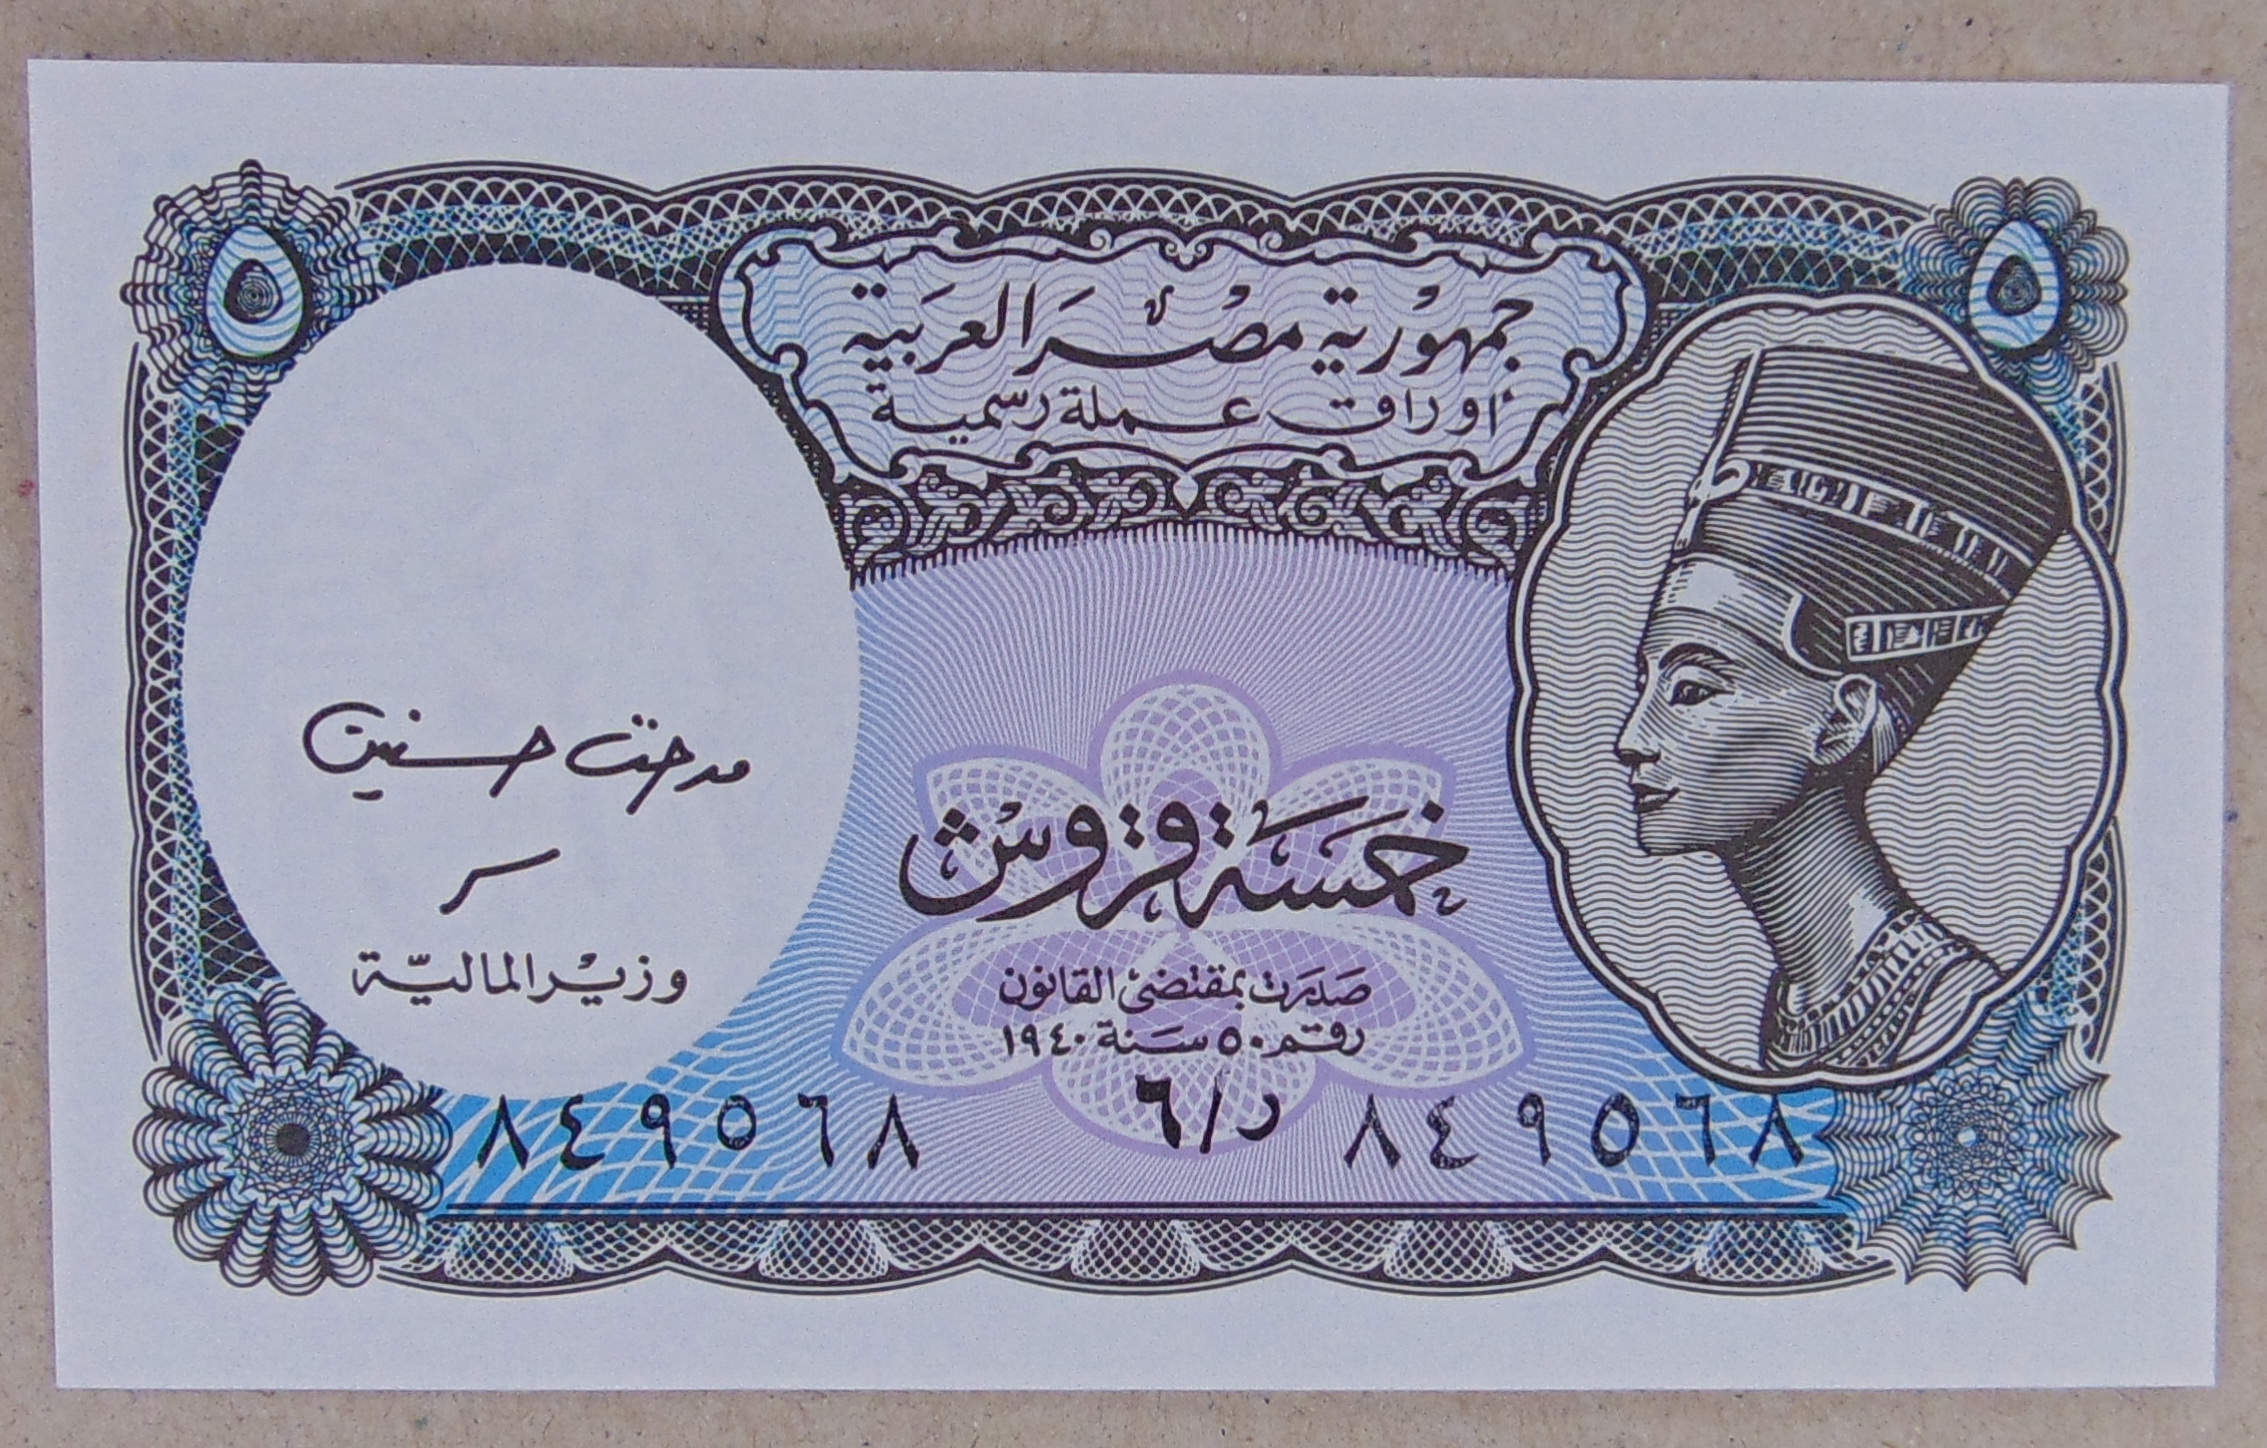 ٥ ٥
جمهورية مصر العربية
أوراق عملة رسمية
خمسة قروش
صدرت بمقتضى القانون
رقم ٥٠ سنة ١٩٤٠
مدحت حسنين
وزير المالية
٨٤٩٥٦٨ د/٦ ٨٤٩٥٦٨